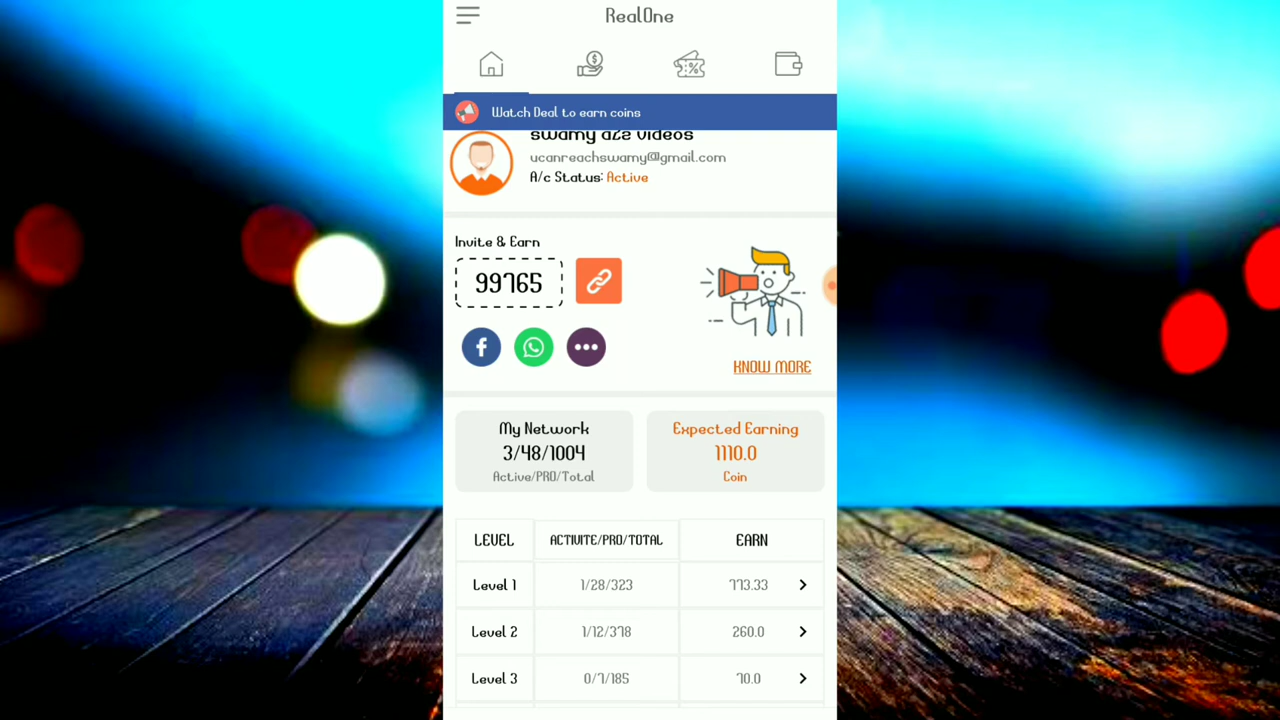 RealOne
Watch Deal to earn coins
swamy a2z videos
ucanreachswamy@gmail.com
A/c Status: Active
Invite & Earn
99765
KNOW MORE
My Network
3/48/1004
Active/PRO/Total
Expected Earning
1110.0
Coin
LEVEL ACTIVITE/PRO/TOTAL EARN
Level 1 1/28/323 773.33
Level 2 1/12/378 260.0
Level 3 0/7/185 70.0